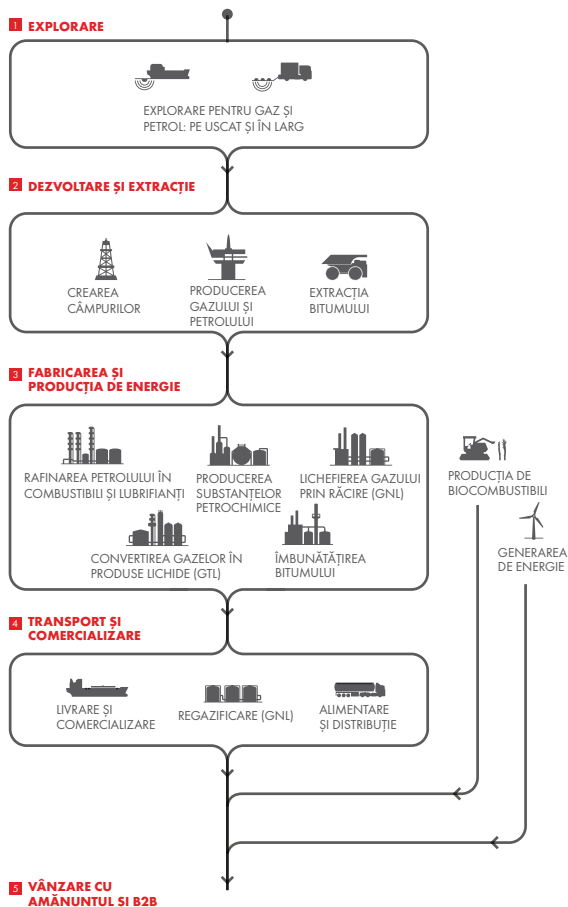 1 EXPLORARE
EXPLORARE PENTRU GAZ ȘI
PETROL: PE USCAT ȘI ÎN LARG
2 DEZVOLTARE ȘI EXTRACȚIE
CREAREA
CÂMPURILOR
PRODUCEREA
GAZULUI ȘI
PETROLULUI
EXTRACȚIA
BITUMULUI
3 FABRICAREA ȘI
PRODUCȚIA DE ENERGIE
RAFINAREA PETROLULUI ÎN
COMBUSTIBILI ȘI LUBRIFIANȚI
PRODUCEREA
SUBSTANȚELOR
PETROCHIMICE
LICHEFIEREA GAZULUI
PRIN RĂCIRE (GNL)
CONVERTIREA GAZELOR ÎN
PRODUSE LICHIDE (GTL)
ÎMBUNĂTĂȚIREA
BITUMULUI
PRODUCȚIA DE
BIOCOMBUSTIBILI
GENERAREA
DE ENERGIE
4 TRANSPORT ȘI
COMERCIALIZARE
LIVRARE ȘI
COMERCIALIZARE
REGAZIFICARE (GNL)
ALIMENTARE
ȘI DISTRIBUȚIE
5 VÂNZARE CU
AMĂNUNTUL ȘI B2B